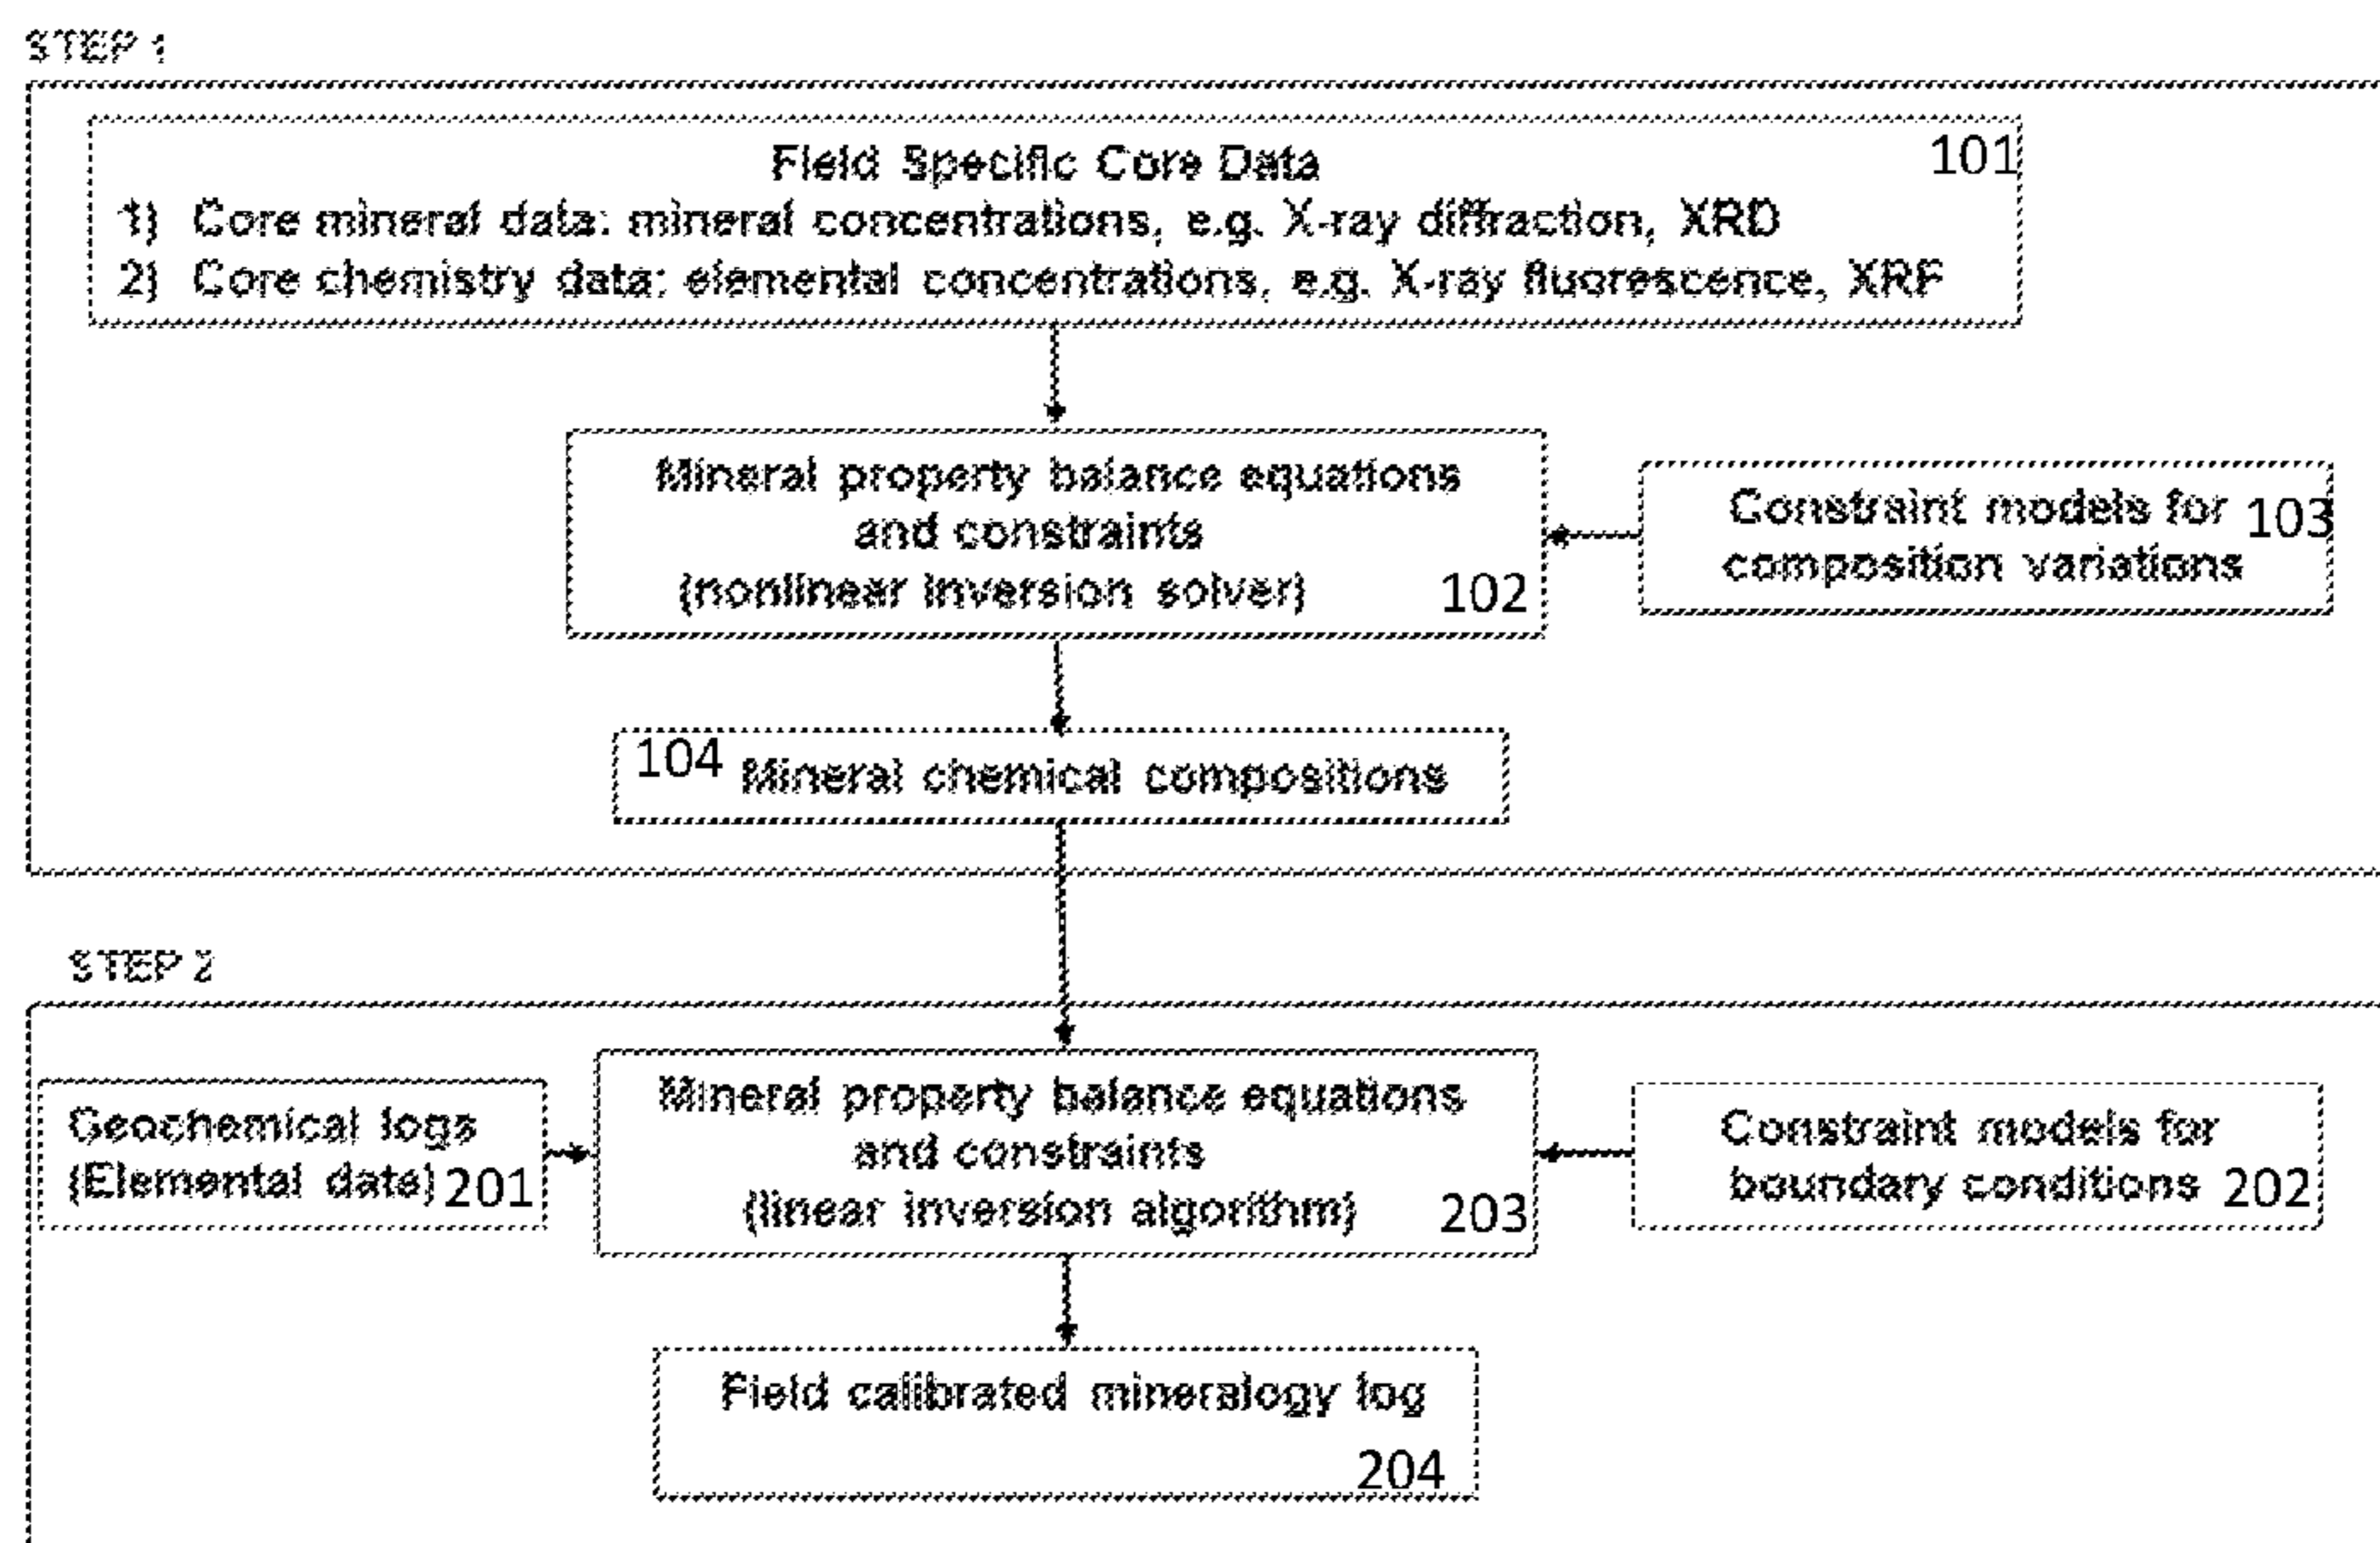 STEP 1
Field Specific Core Data 101
1) Core mineral data: mineral concentrations, e.g. X-ray diffraction, XRD
2) Core chemistry data: elemental concentrations, e.g. X-ray fluorescence, XRF
Mineral property balance equations
and constraints
(nonlinear inversion solver) 102
Constraint models for 103
composition variations
104 Mineral chemical compositions
STEP 2
Geochemical logs
(Elemental data) 201
Mineral property balance equations
and constraints
(linear inversion algorithm) 203
Constraint models for
boundary conditions 202
Field calibrated mineralogy log
204